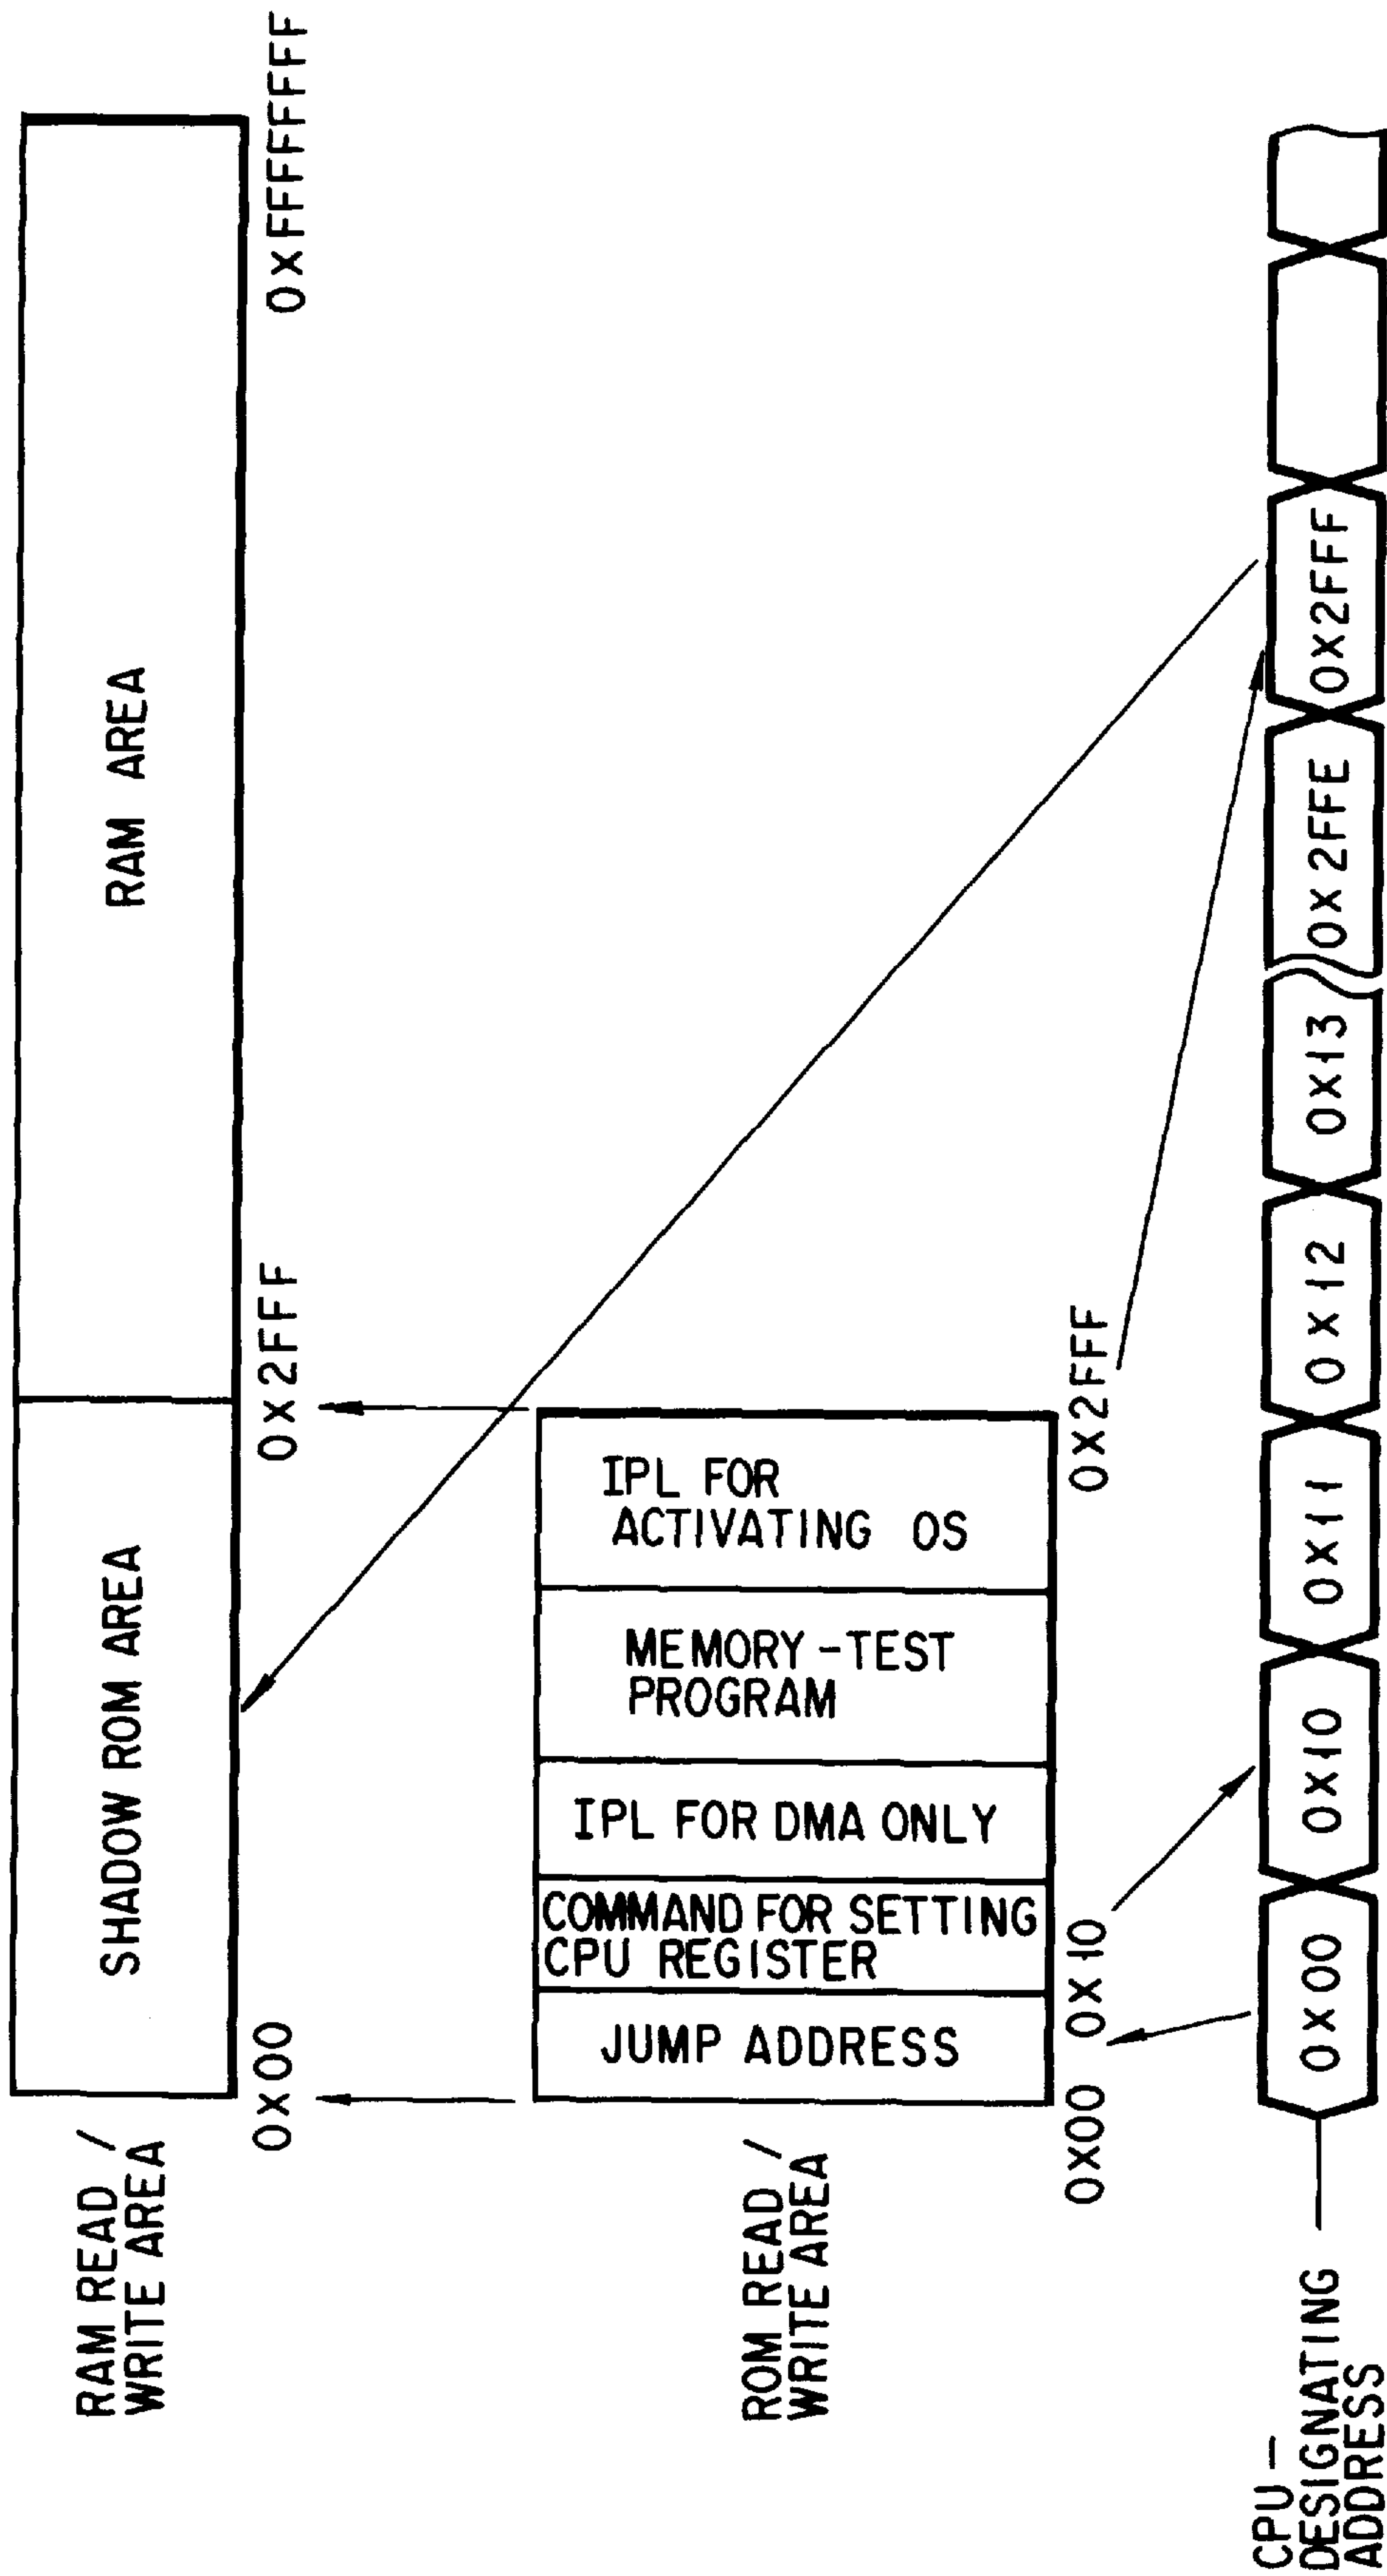 RAM READ /
WRITE AREA
SHADOW ROM AREA
RAM AREA
0X00
0X2FFF
0XFFFFFFF
ROM READ /
WRITE AREA
JUMP ADDRESS
COMMAND FOR SETTING
CPU REGISTER
IPL FOR DMA ONLY
MEMORY-TEST
PROGRAM
IPL FOR
ACTIVATING OS
0X00
0X10
0X2FFF
CPU-
DESIGNATING
ADDRESS
0X00
0X10
0X11
0X12
0X13
0X2FFE
0X2FFF